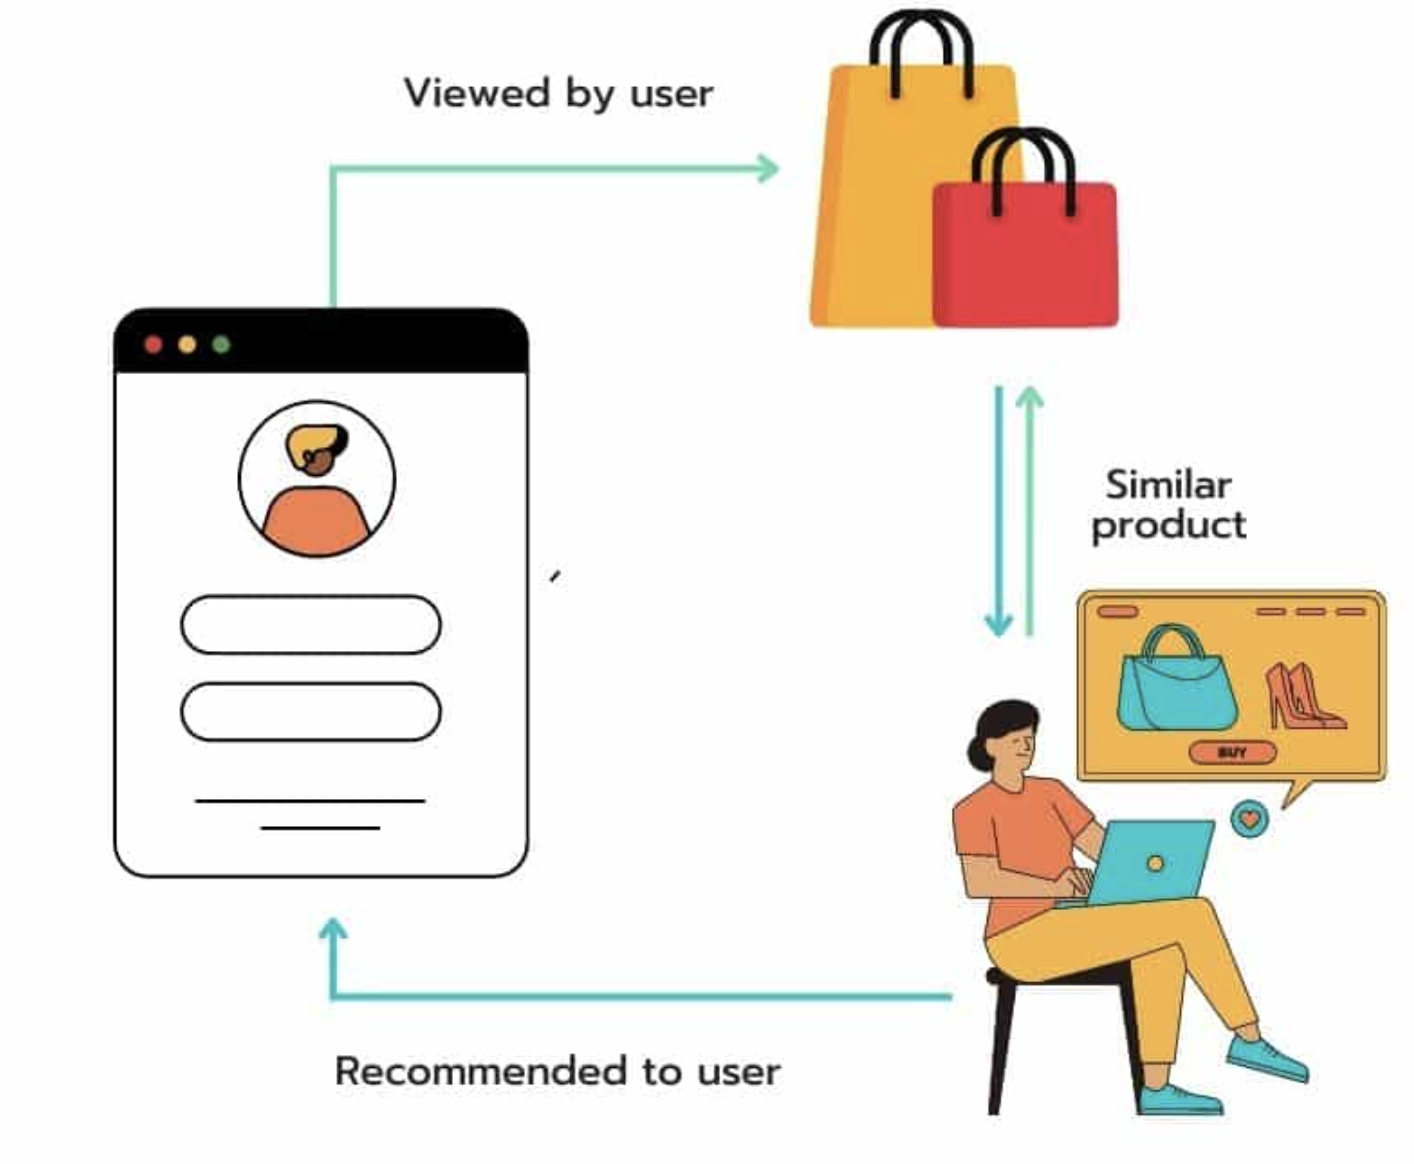 Viewed by user
Similar
product
BUY
Recommended to user